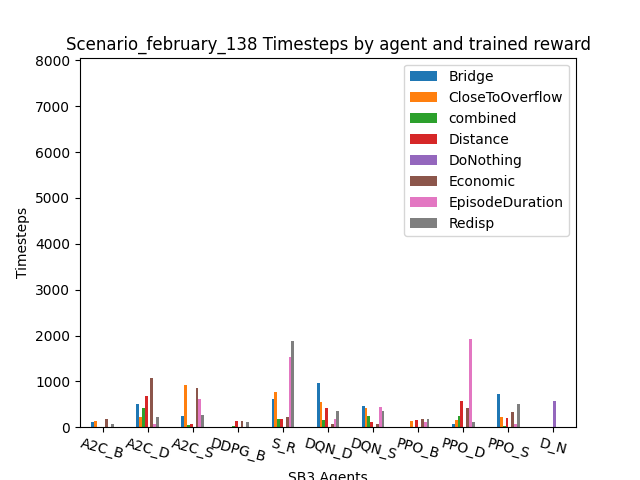 Scenario_february_138 Timesteps by agent and trained reward
Timesteps
8000
7000
6000
5000
4000
3000
2000
1000
0
Bridge
CloseToOverflow
combined
Distance
DoNothing
Economic
EpisodeDuration
Redisp
A2C_B
A2C_D
A2C_S
DDPG_B
S_R
DQN_D
DQN_S
PPO_B
PPO_D
PPO_S
D_N
SB3 Agents